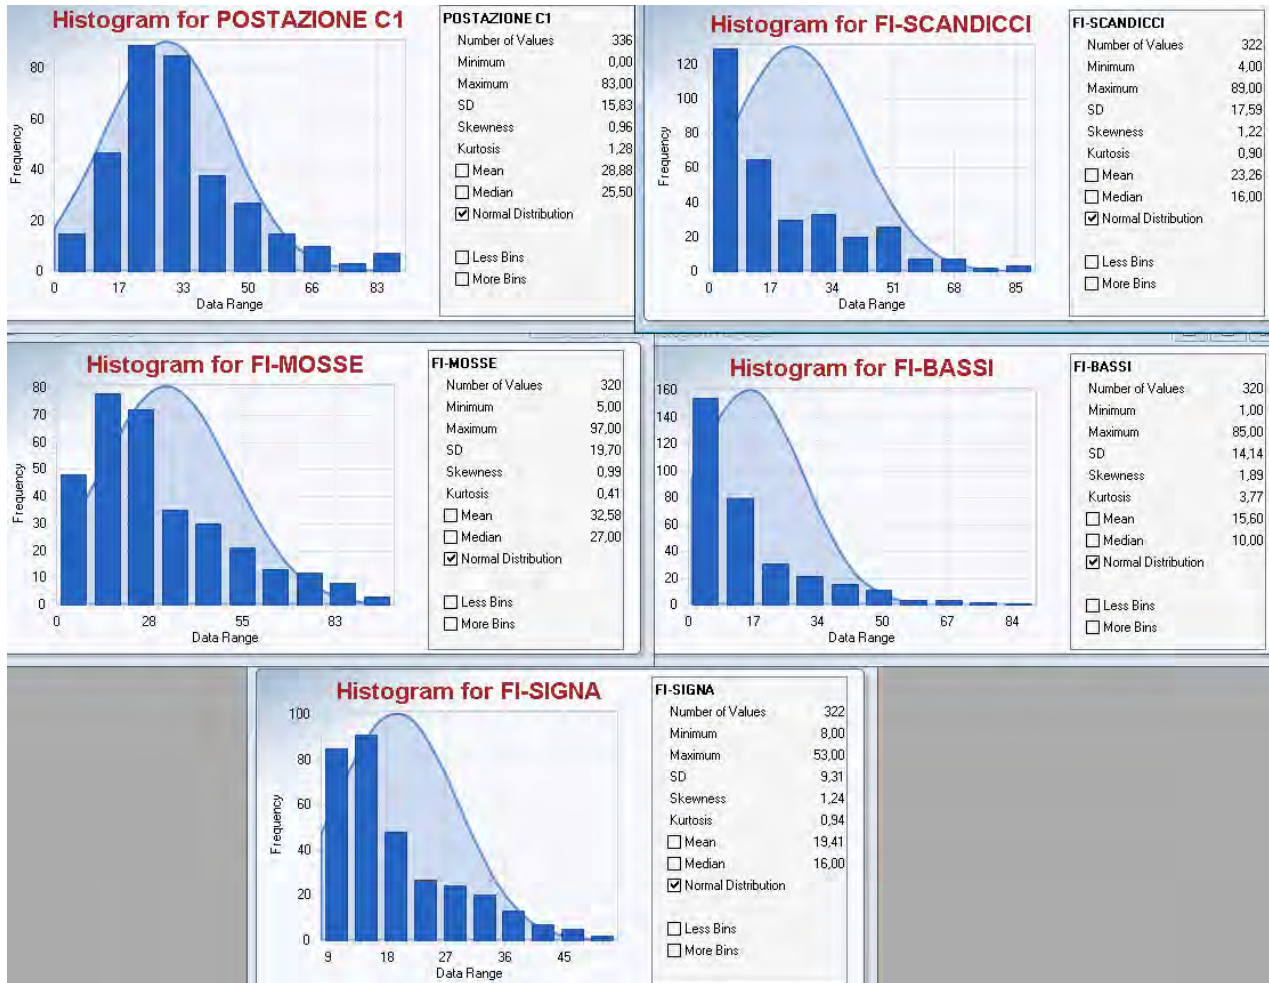 Histogram for POSTAZIONE C1
Frequency
80
60
40
20
0
0 17 33 50 66 83
Data Range
POSTAZIONE C1
Number of Values 336
Minimum 0,00
Maximum 83,00
SD 15,83
Skewness 0,96
Kurtosis 1,28
Mean 28,88
Median 25,50
Normal Distribution
Less Bins
More Bins
Histogram for FI-SCANDICCI
Frequency
120
100
80
60
40
20
0
0 17 34 51 68 85
Data Range
FI-SCANDICCI
Number of Values 322
Minimum 4,00
Maximum 89,00
SD 17,59
Skewness 1,22
Kurtosis 0,90
Mean 23,26
Median 16,00
Normal Distribution
Less Bins
More Bins
Histogram for FI-MOSSE
Frequency
80
70
60
50
40
30
20
10
0
0 28 55 83
Data Range
FI-MOSSE
Number of Values 320
Minimum 5,00
Maximum 97,00
SD 19,70
Skewness 0,99
Kurtosis 0,41
Mean 32,58
Median 27,00
Normal Distribution
Less Bins
More Bins
Histogram for FI-BASSI
Frequency
160
140
120
100
80
60
40
20
0
0 17 34 50 67 84
Data Range
FI-BASSI
Number of Values 320
Minimum 1,00
Maximum 85,00
SD 14,14
Skewness 1,89
Kurtosis 3,77
Mean 15,60
Median 10,00
Normal Distribution
Less Bins
More Bins
Histogram for FI-SIGNA
Frequency
100
80
60
40
20
0
9 18 27 36 45
Data Range
FI-SIGNA
Number of Values 322
Minimum 8,00
Maximum 53,00
SD 9,31
Skewness 1,24
Kurtosis 0,94
Mean 19,41
Median 16,00
Normal Distribution
Less Bins
More Bins